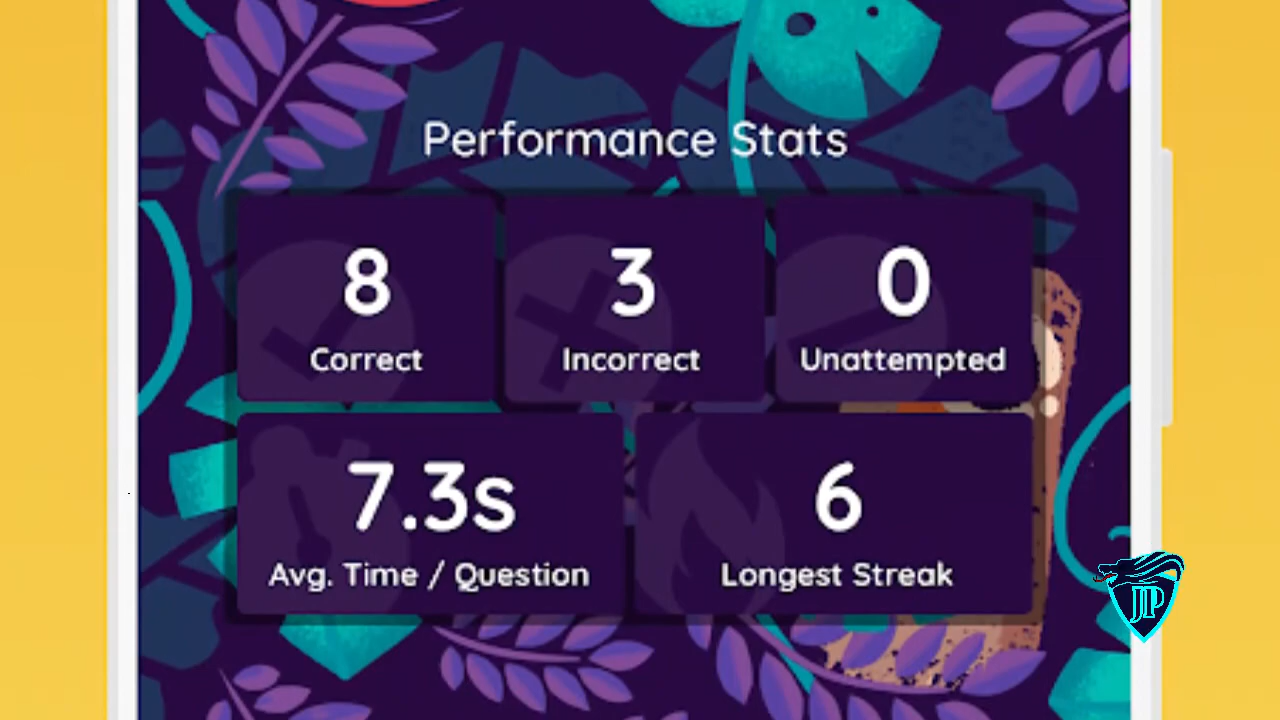 Performance Stats
8 3 0
Correct Incorrect Unattempted
7.3s 6
Avg. Time / Question Longest Streak
JP